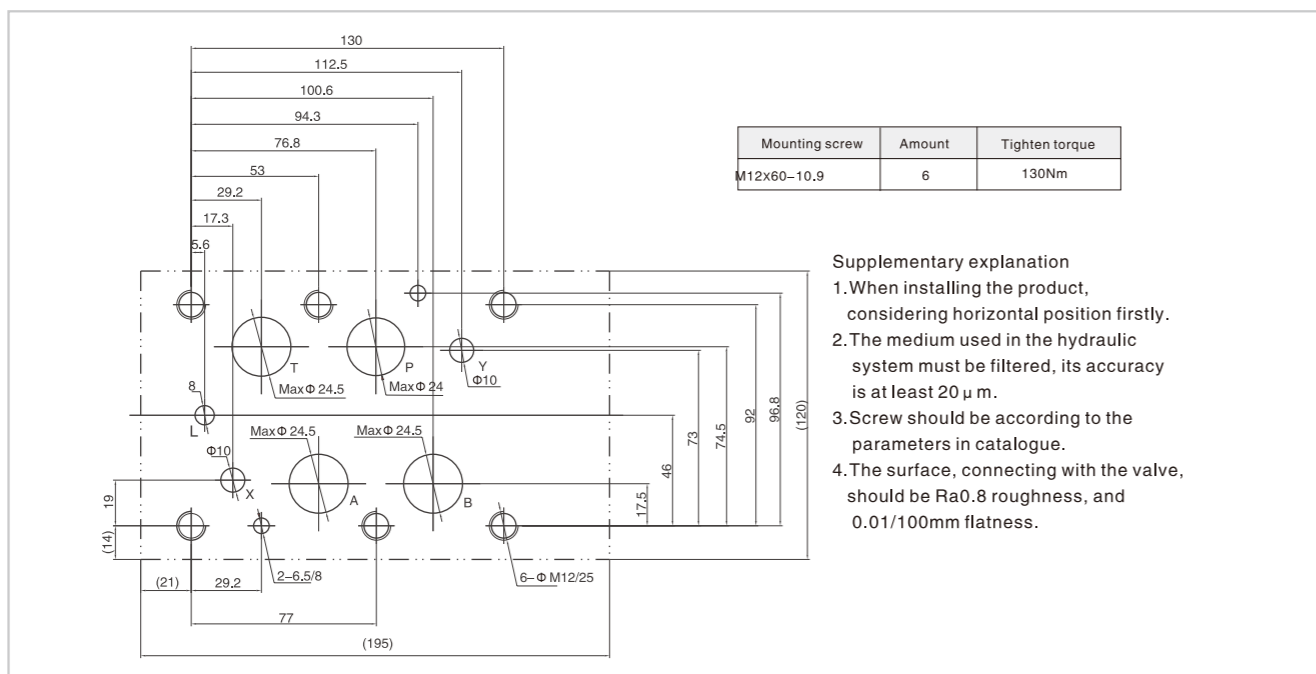 130
112.5
100.6
94.3
76.8
53
29.2
17.3
5.6
Mounting screw Amount Tighten torque
M12X60-10.9 6 130Nm
Supplementary explanation
1.When installing the product,
considering horizontal position firstly.
2.The medium used in the hydraulic
system must be filtered, its accuracy
is at least 20 μ m.
3.Screw should be according to the
parameters in catalogue.
4.The surface, connecting with the valve,
should be Ra0.8 roughness, and
0.01/100mm flatness.
T P Y
Φ10
MaxΦ 24.5 MaxΦ 24
8
L
MaxΦ 24.5 MaxΦ 24.5
Φ10
X A B
19
(14)
17.5
46
73
74.5
92
96.8
(120)
(21) 29.2 2-6.5/8 6-Φ M12/25
77
(195)